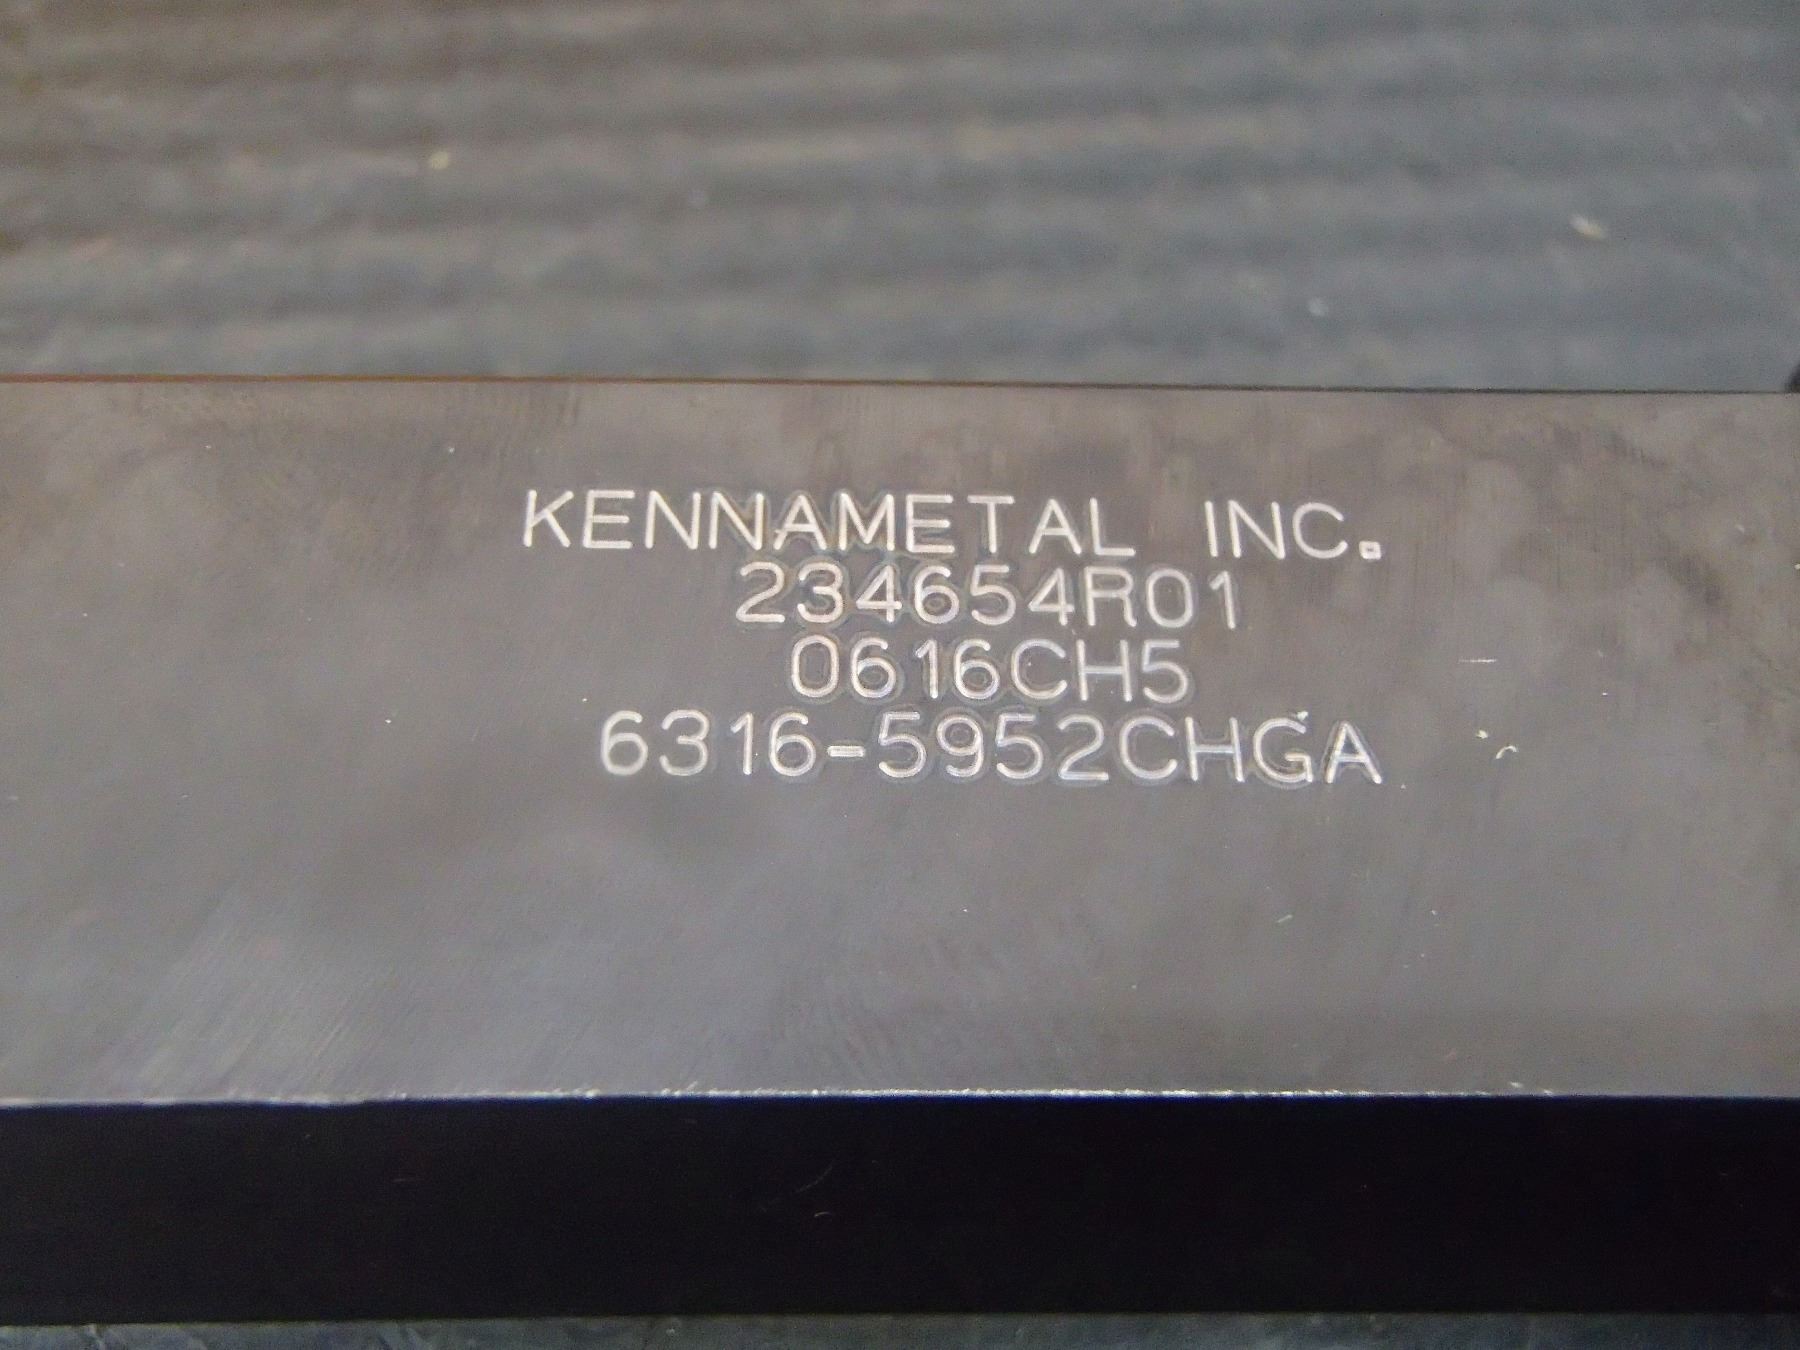 KENNAMETAL INC.
234654R01
0616CH5
6316-5952CHGA